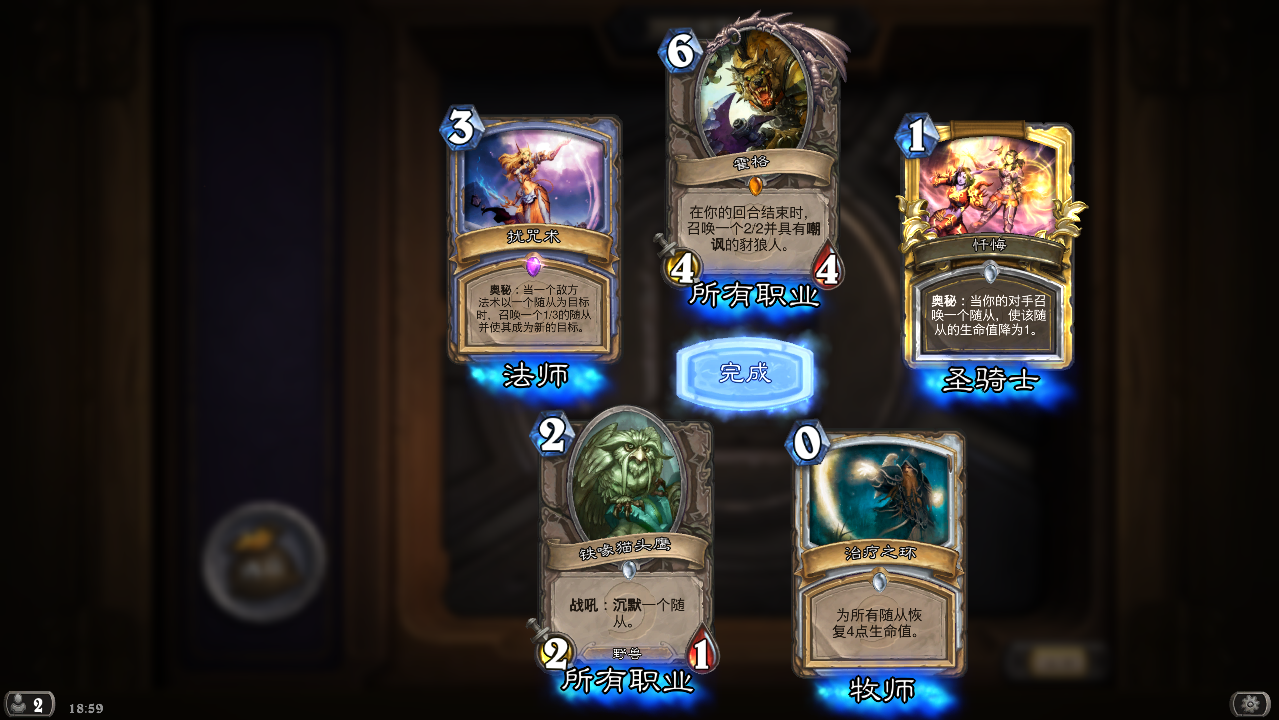 6
霍格
在你的回合结束时,
召唤一个2/2并具有嘲
讽的豺狼人。
4
4
所有职业
3
扰咒术
奥秘：当一个敌方
法术以一个随从为目标
时，召唤一个1/3的随从
并使其成为新的目标。
法师
1
忏悔
奥秘：当你的对手召
唤一个随从，使该随
从的生命值降为1。
圣骑士
完成
2
铁喙猫头鹰
战吼：沉默一个随
从。
野兽
2
1
所有职业
0
治疗之环
为所有随从恢
复4点生命值。
牧师
2
18:59